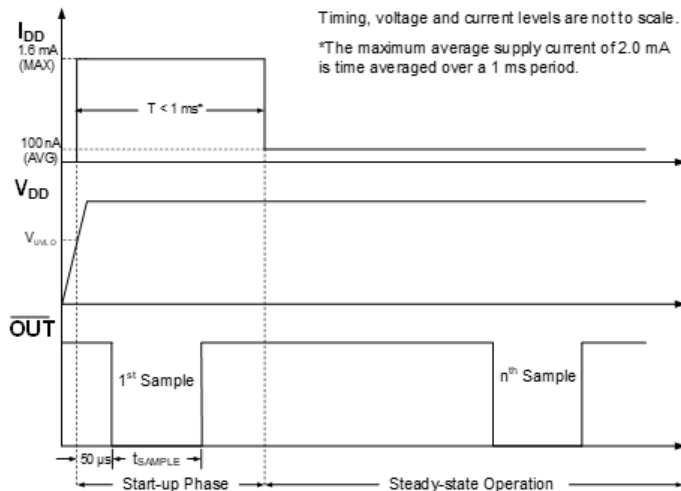 Timing, voltage and current levels are not to scale.
*The maximum average supply current of 2.0 mA
is time averaged over a 1 ms period.
IDD
1.6 mA
(MAX)
T < 1 ms*
100 nA
(AVG)
VDD
VUVLO
OUT
1st Sample
nth Sample
50 µs
tSAMPLE
Start-up Phase
Steady-state Operation